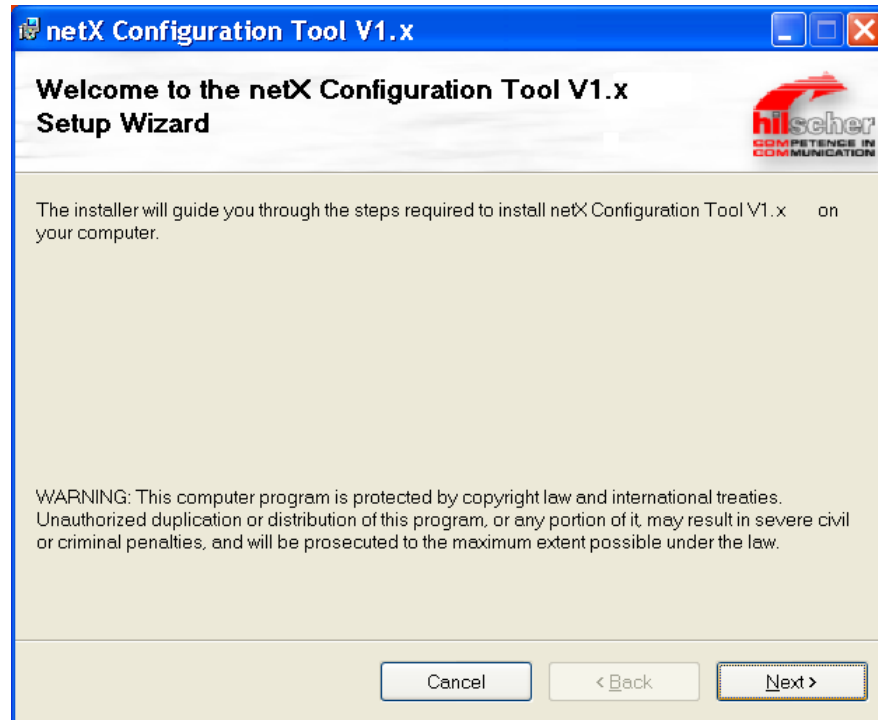 netX Configuration Tool V1.x
Welcome to the netX Configuration Tool V1.x
Setup Wizard
hilscher
COMPETENCE IN
COMMUNICATION
The installer will guide you through the steps required to install netX Configuration Tool V1.x on
your computer.
WARNING: This computer program is protected by copyright law and international treaties.
Unauthorized duplication or distribution of this program, or any portion of it, may result in severe civil
or criminal penalties, and will be prosecuted to the maximum extent possible under the law.
Cancel
< Back
Next >